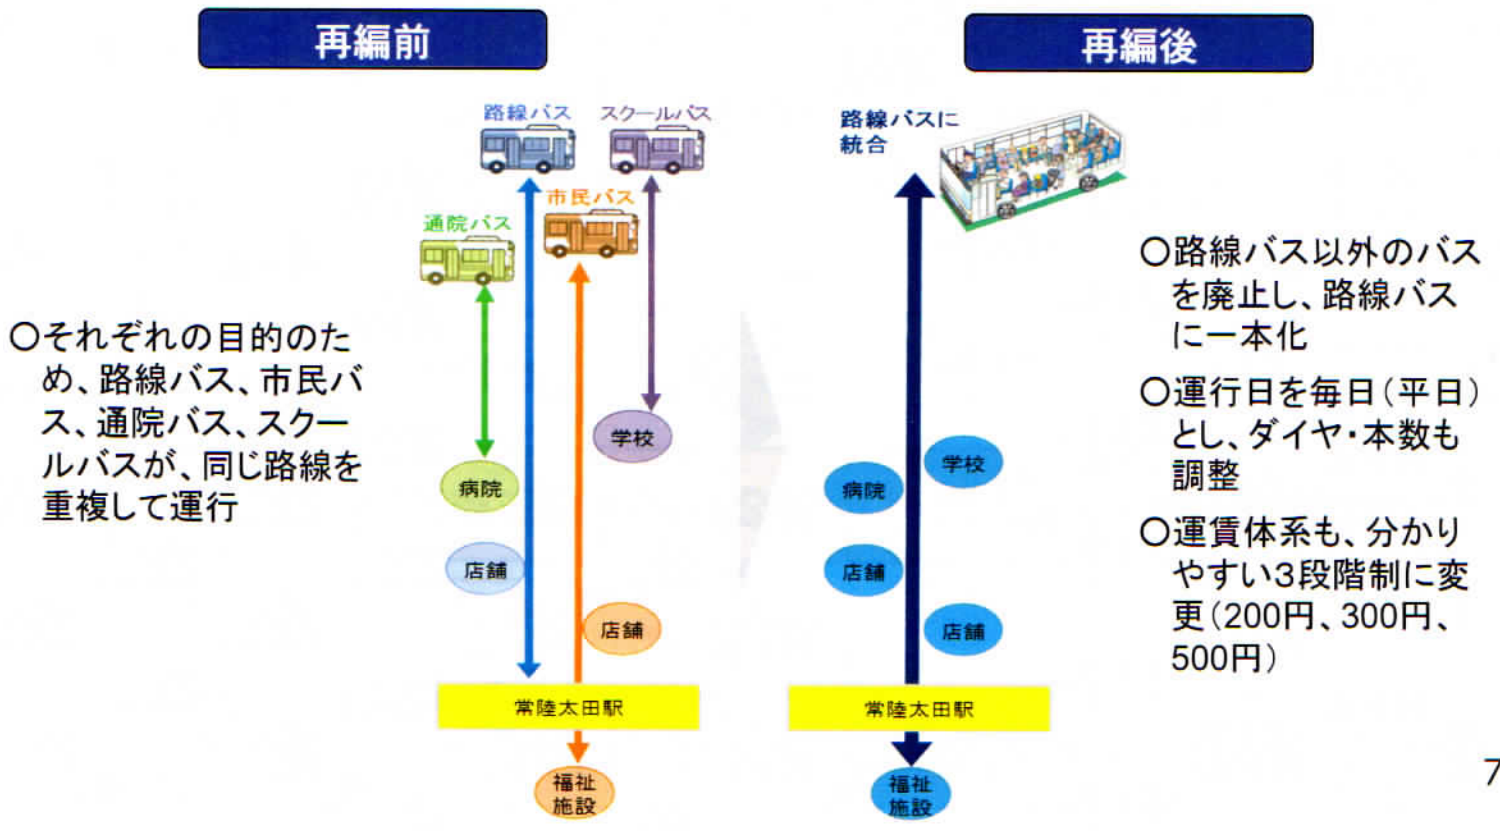 再編前
路線バス
スクールバス
市民バス
通院バス
○それぞれの目的のた
め、路線バス、市民バ
ス、通院バス、スクー
ルバスが、同じ路線を
重複して運行
学校
病院
店舗
店舗
常陸太田駅
福祉
施設
再編後
路線バスに
統合
学校
病院
店舗
店舗
常陸太田駅
福祉
施設
○路線バス以外のバス
を廃止し、路線バス
に一本化
○運行日を毎日(平日)
とし、ダイヤ・本数も
調整
○運賃体系も、分かり
やすい3段階制に変
更(200円、300円、
500円)
7